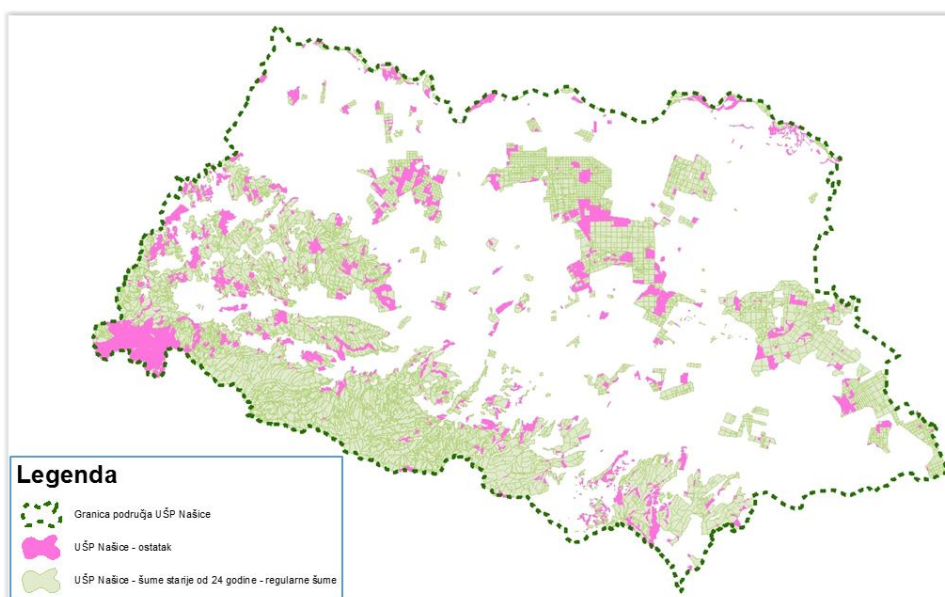 Legenda
Granica područja UŠP Našice
UŠP Našice - ostatak
UŠP Našice - šume starije od 24 godine - regularne šume